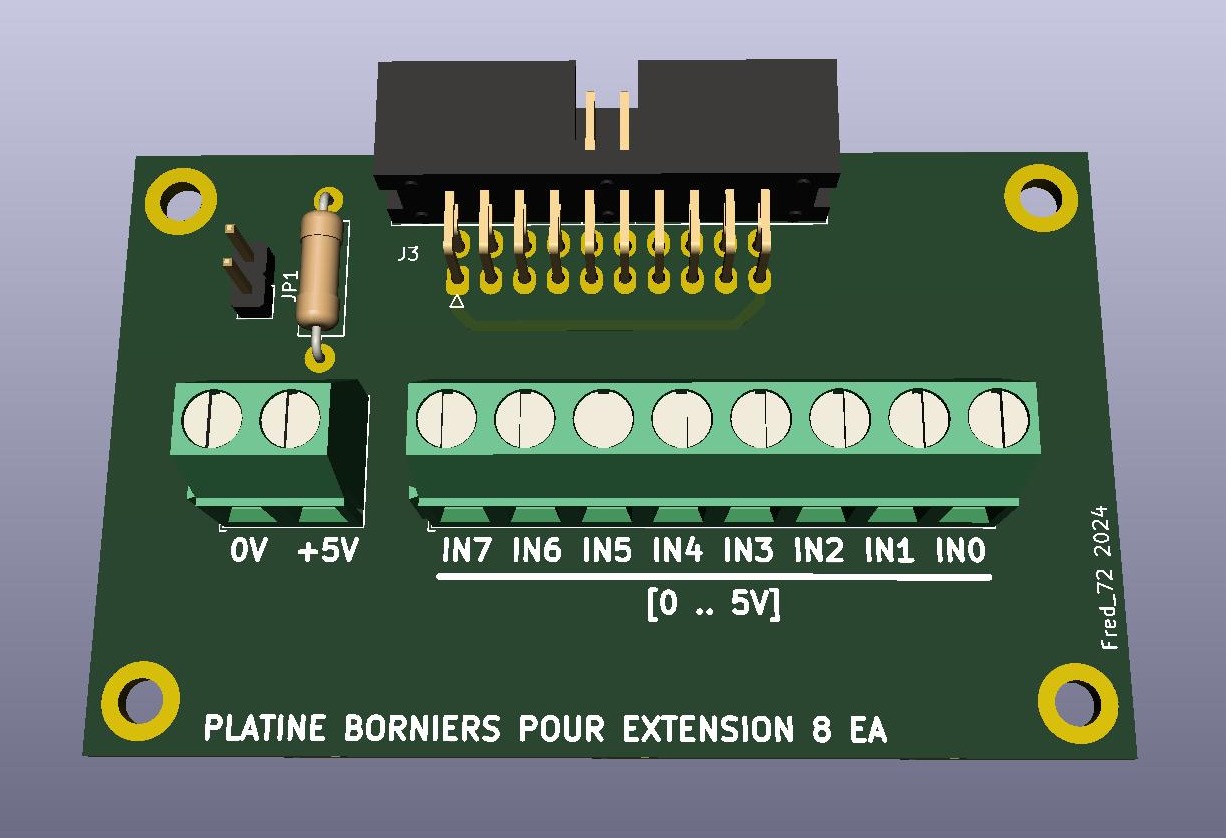 J3
JP1
0V +5V
IN7 IN6 IN5 IN4 IN3 IN2 IN1 IN0
[0 .. 5V]
Fred_72 2024
PLATINE BORNIERS POUR EXTENSION 8 EA